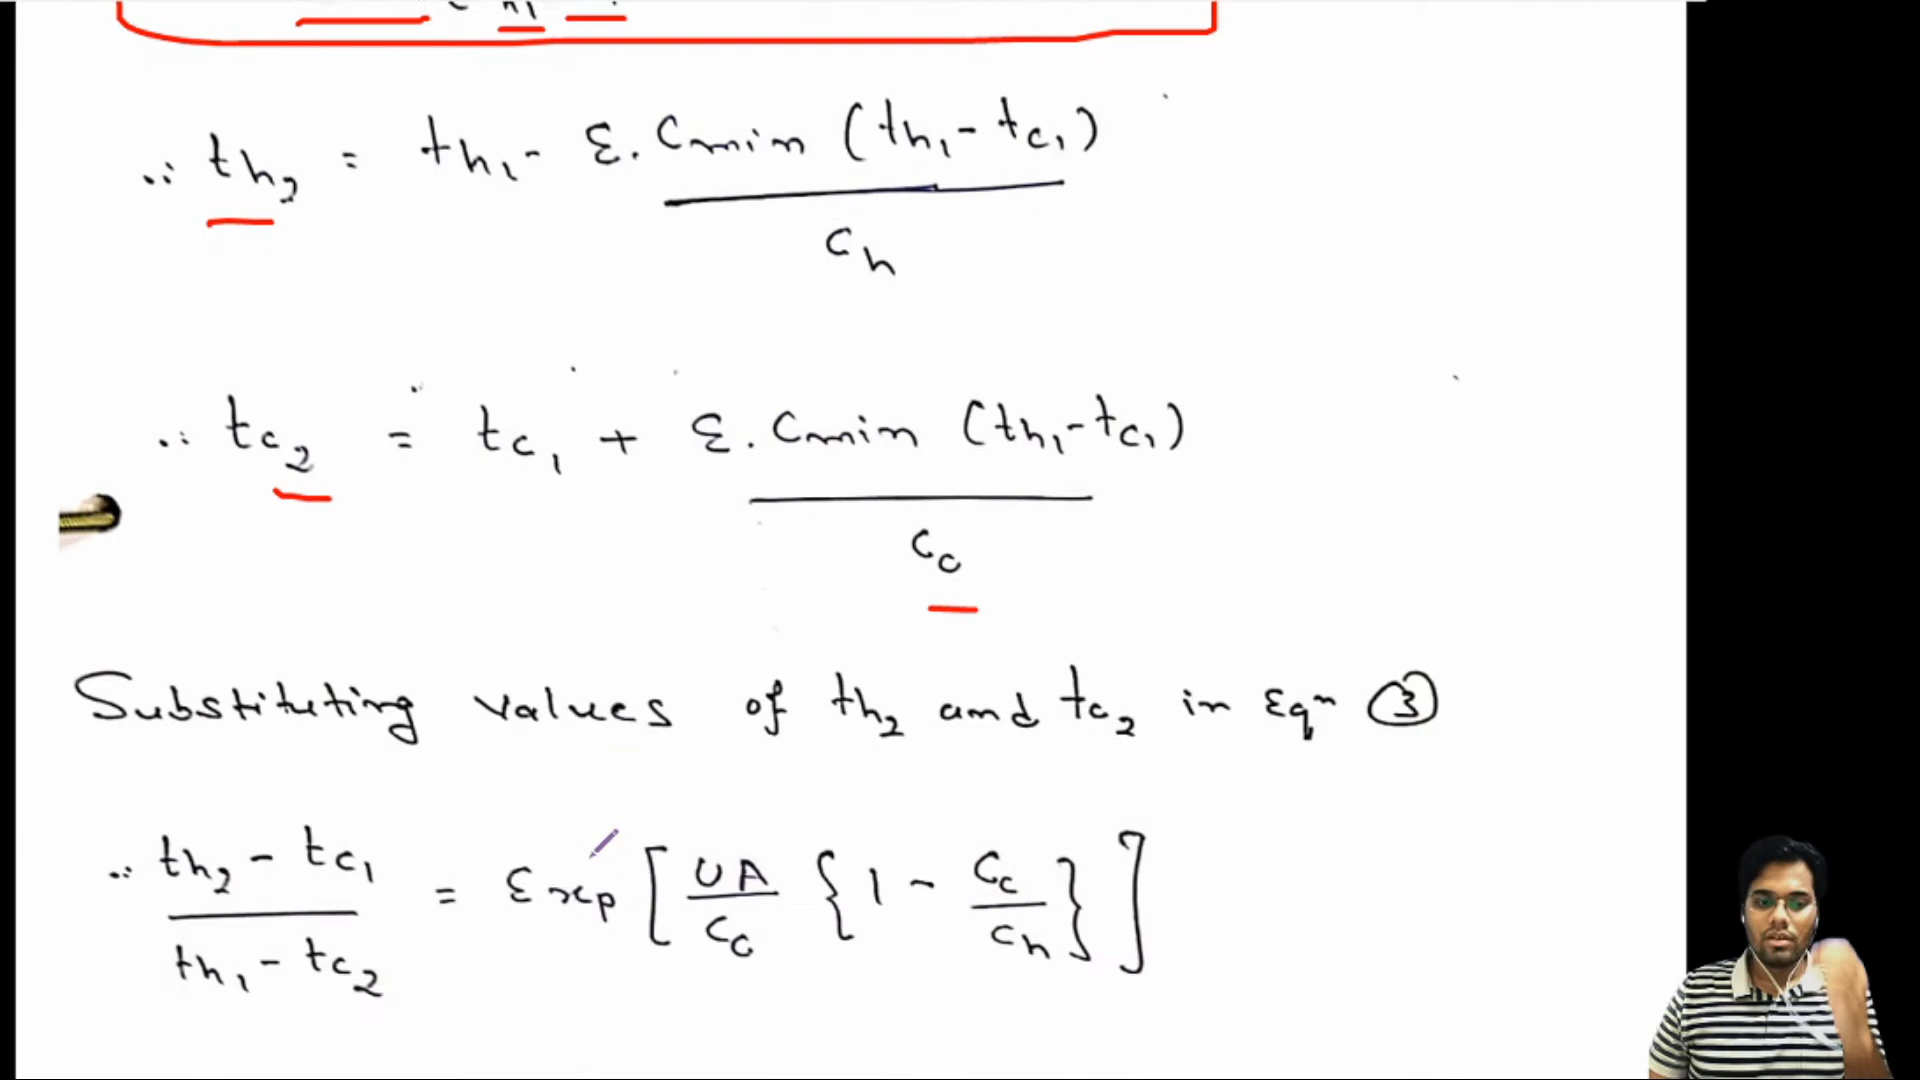 ∴ th₂ = th₁ - ε. Cmin (th₁ - tc₁)
Ch
∴ tc₂ = tc₁ + ε. Cmin (th₁ - tc₁)
Cc
Substituting values of th₂ and tc₂ in Eqn ③
∴ th₂ - tc₁ / th₁ - tc₂ = Exp [ UA / Cc { 1 - Cc / Ch } ]